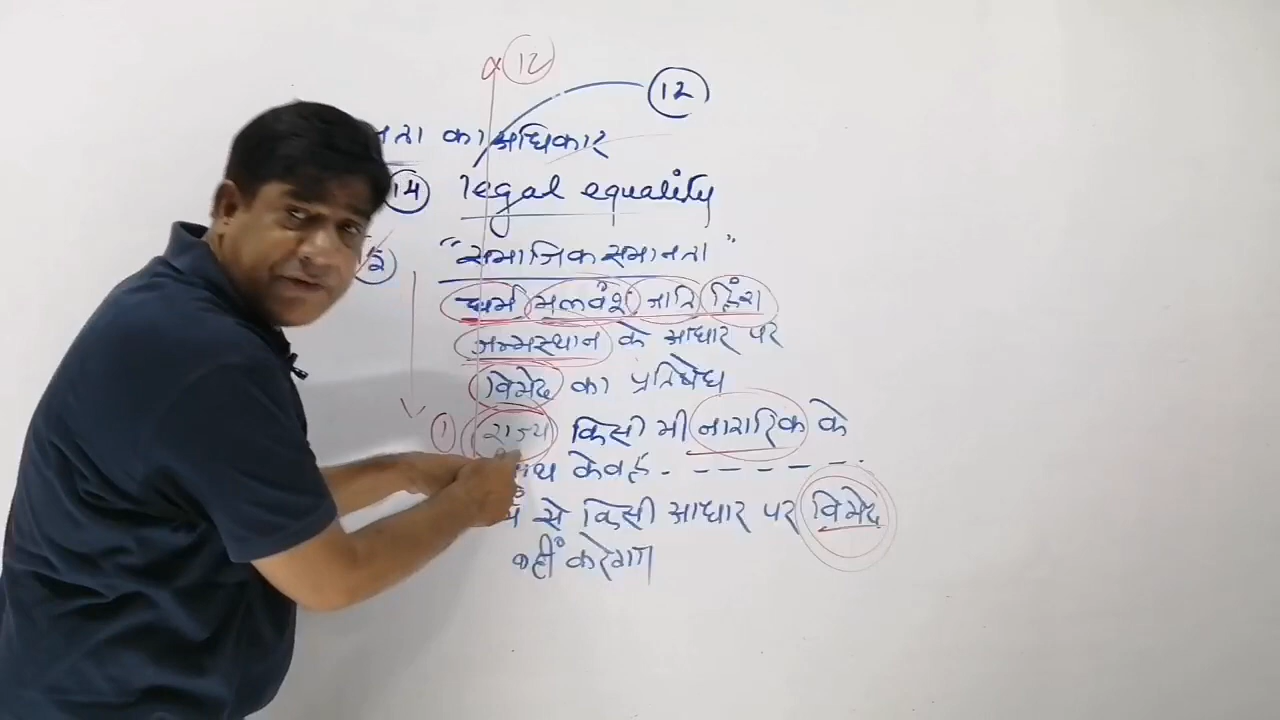 12
12
ता का अधिकार
14 legal equality
"समाजिक समानता"
धर्म मूलवंश जाति लिंग
जन्मस्थान के आधार पर
विभेद का प्रतिषेध
1 राज्य किसी भी नागरिक के
केवल - - - - - -
से किसी आधार पर विभेद
नहीं करेगा